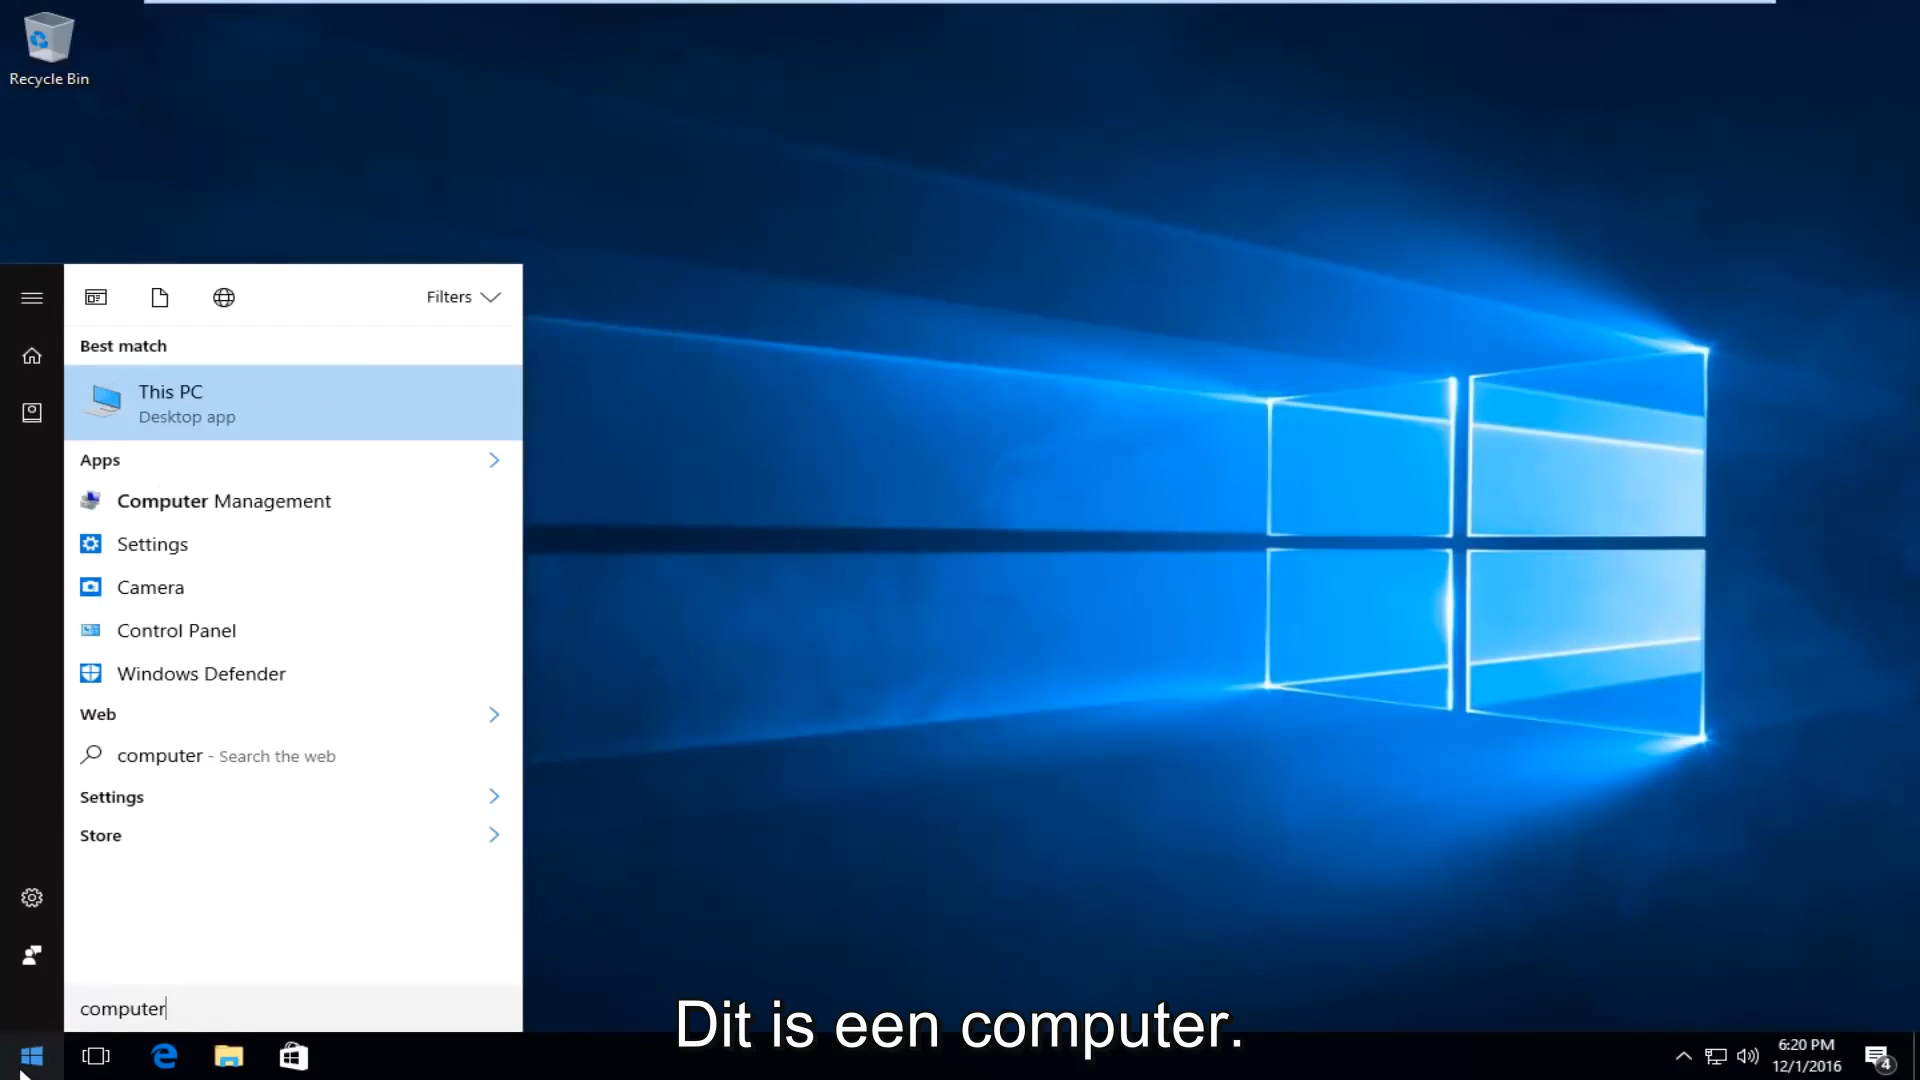 Recycle Bin
Filters
Best match
This PC
Desktop app
Apps
Computer Management
Settings
Camera
Control Panel
Windows Defender
Web
computer - Search the web
Settings
Store
computer
Dit is een computer.
6:20 PM
12/1/2016
4